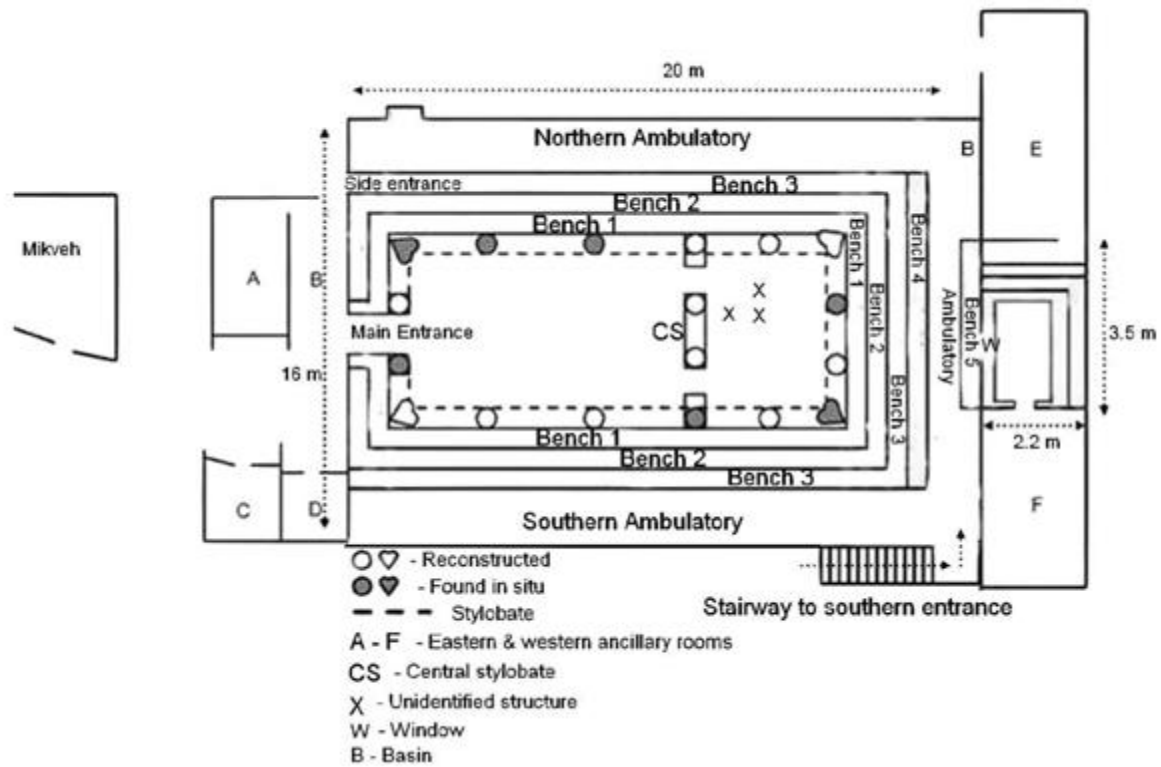 20 m
Northern Ambulatory
B
E
Side entrance
Bench 3
Bench 2
Bench 1
Mikveh
A
B
Bench 1
Bench 2
Bench 3
Bench 4
Ambulatory
Bench 5
W
X
X X
Main Entrance
CS
3.5 m
16 m
2.2 m
Bench 1
Bench 2
Bench 3
C
D
F
Southern Ambulatory
Stairway to southern entrance
- Reconstructed
- Found in situ
- Stylobate
A - F - Eastern & western ancillary rooms
CS - Central stylobate
X - Unidentified structure
W - Window
B - Basin